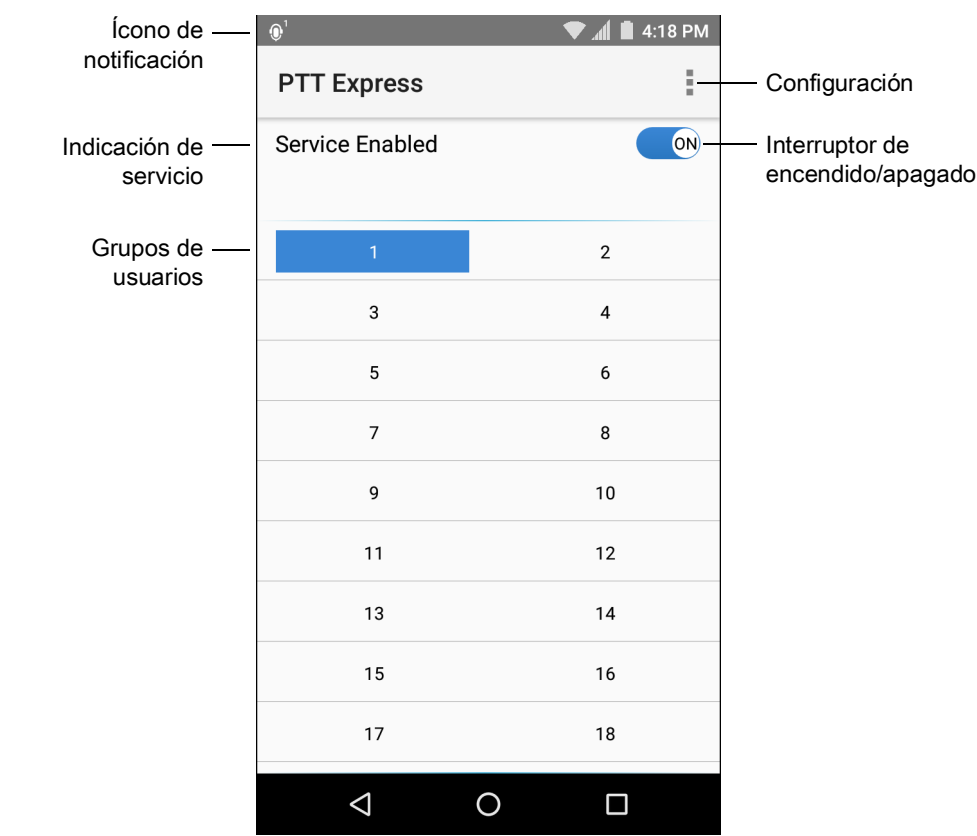 Ícono de
notificación
Indicación de
servicio
Grupos de
usuarios
1 4:18 PM
PTT Express
Service Enabled ON
1 2
3 4
5 6
7 8
9 10
11 12
13 14
15 16
17 18
Configuración
Interruptor de
encendido/apagado